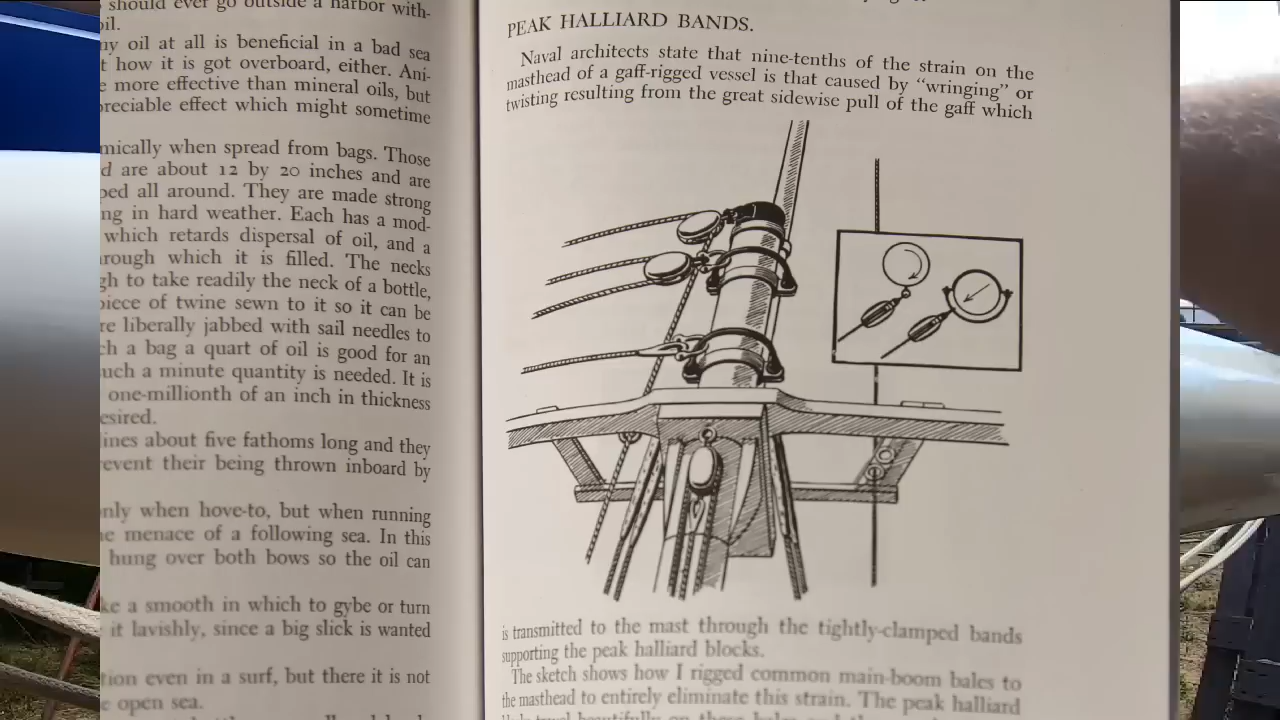 should ever go outside a harbor with-
oil.
any oil at all is beneficial in a bad sea
how it is got overboard, either. Ani-
more effective than mineral oils, but
preciable effect which might sometime
mically when spread from bags. Those
are about 12 by 20 inches and are
ped all around. They are made strong
ng in hard weather. Each has a mod-
which retards dispersal of oil, and a
rough which it is filled. The necks
gh to take readily the neck of a bottle,
piece of twine sewn to it so it can be
re liberally jabbed with sail needles to
ch a bag a quart of oil is good for an
such a minute quantity is needed. It is
one-millionth of an inch in thickness
esired.
lines about five fathoms long and they
revent their being thrown inboard by
only when hove-to, but when running
he menace of a following sea. In this
hung over both bows so the oil can
ke a smooth in which to gybe or turn
it lavishly, since a big slick is wanted
tion even in a surf, but there it is not
e open sea.
PEAK HALLIARD BANDS.
Naval architects state that nine-tenths of the strain on the
masthead of a gaff-rigged vessel is that caused by “wringing” or
twisting resulting from the great sidewise pull of the gaff which
is transmitted to the mast through the tightly-clamped bands
supporting the peak halliard blocks.
The sketch shows how I rigged common main-boom bales to
the masthead to entirely eliminate this strain. The peak halliard